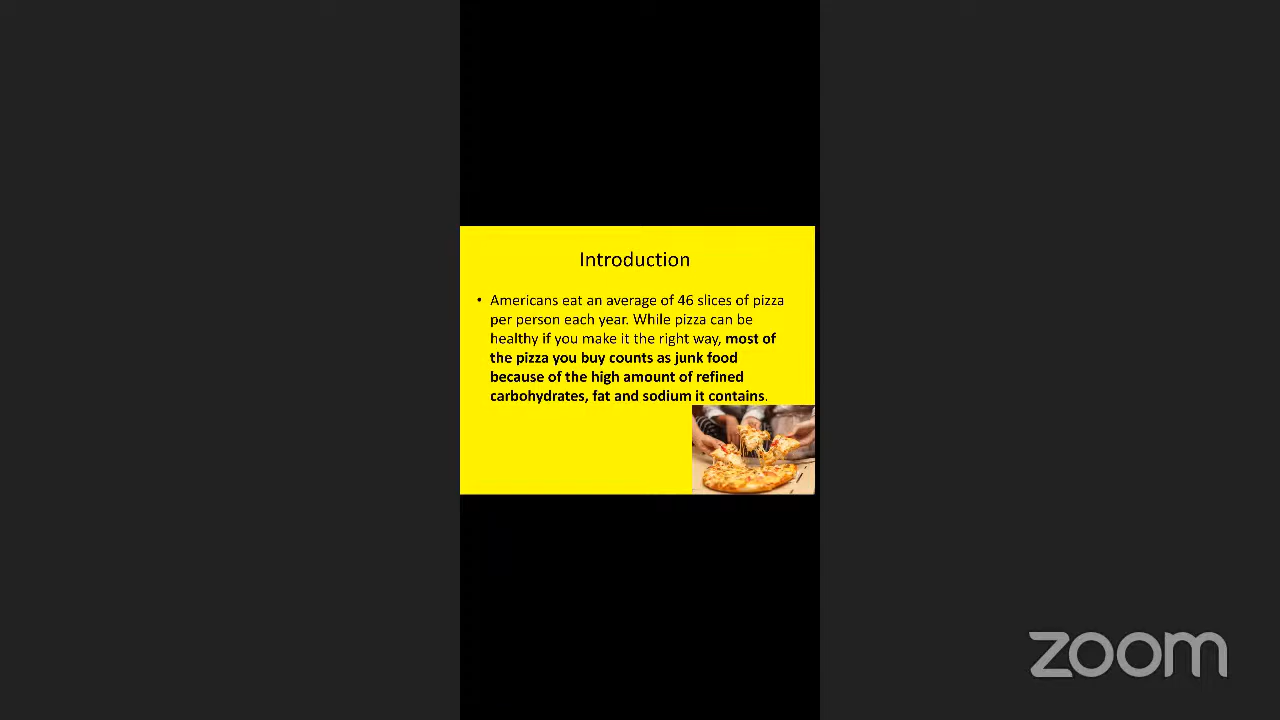 Introduction
• Americans eat an average of 46 slices of pizza
per person each year. While pizza can be
healthy if you make it the right way, most of
the pizza you buy counts as junk food
because of the high amount of refined
carbohydrates, fat and sodium it contains.
zoom